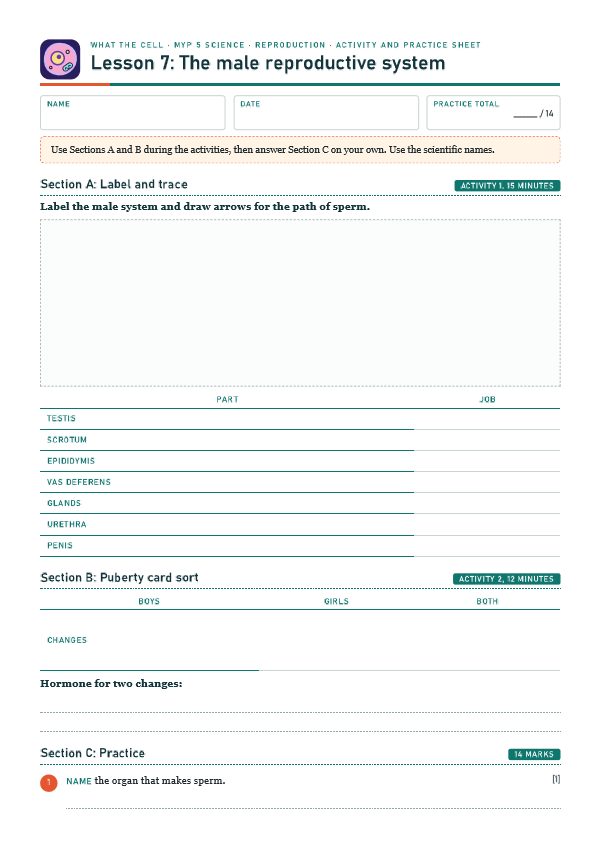 WHAT THE CELL · MYP 5 SCIENCE · REPRODUCTION · ACTIVITY AND PRACTICE SHEET
Lesson 7: The male reproductive system
NAME
DATE
PRACTICE TOTAL
_____ / 14
Use Sections A and B during the activities, then answer Section C on your own. Use the scientific names.
Section A: Label and trace
ACTIVITY 1, 15 MINUTES
Label the male system and draw arrows for the path of sperm.
PART JOB
TESTIS
SCROTUM
EPIDIDYMIS
VAS DEFERENS
GLANDS
URETHRA
PENIS
Section B: Puberty card sort
ACTIVITY 2, 12 MINUTES
BOYS GIRLS BOTH
CHANGES
Hormone for two changes:
Section C: Practice
14 MARKS
1 NAME the organ that makes sperm. [1]